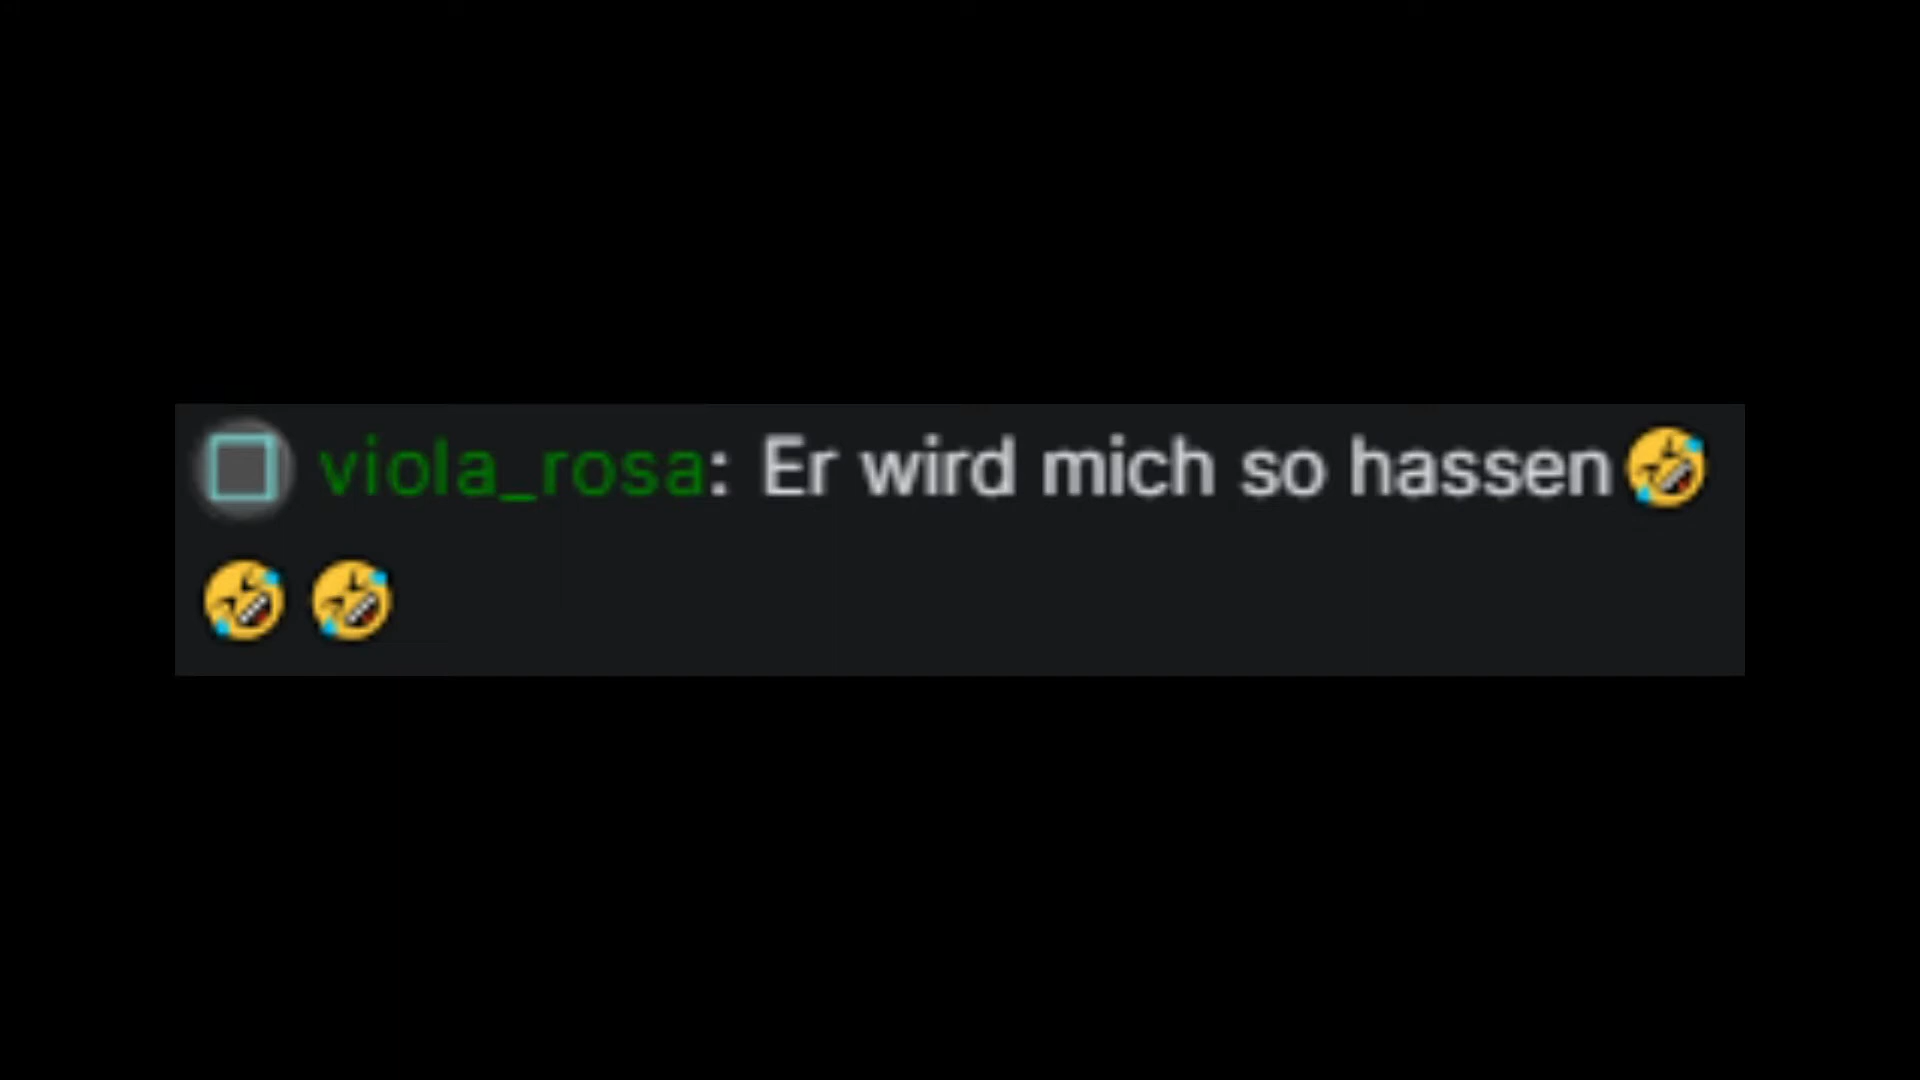 viola_rosa: Er wird mich so hassen🤣
🤣 🤣